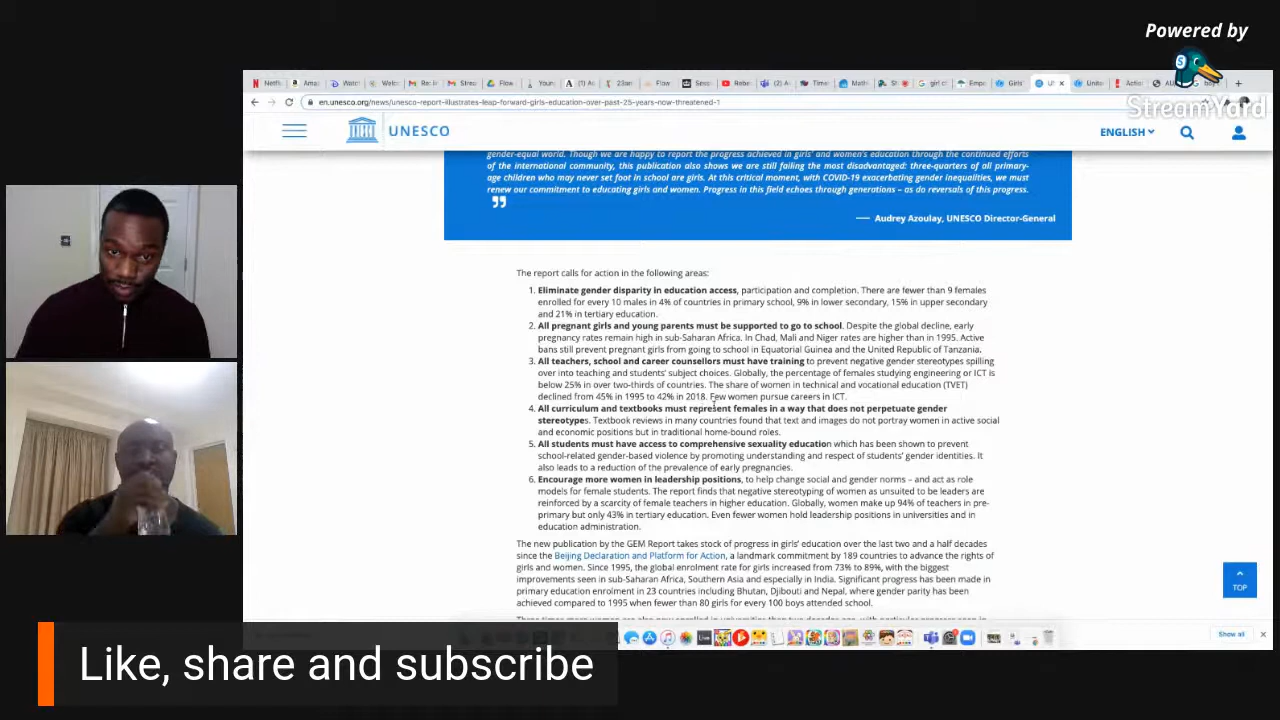 Powered by
StreamYard
en.unesco.org/news/unesco-report-illustrates-leap-forward-girls-education-over-past-25-years-now-threatened-1
UNESCO
ENGLISH
gender-equal world. Though we are happy to report the progress achieved in girls' and women's education through the continued efforts
of the international community, this publication also shows we are still failing the most disadvantaged: three-quarters of all primary-
age children who may never set foot in school are girls. At this critical moment, with COVID-19 exacerbating gender inequalities, we must
renew our commitment to educating girls and women. Progress in this field echoes through generations – as do reversals of this progress.
”
— Audrey Azoulay, UNESCO Director-General
The report calls for action in the following areas:
1. Eliminate gender disparity in education access, participation and completion. There are fewer than 9 females
enrolled for every 10 males in 4% of countries in primary school, 9% in lower secondary, 15% in upper secondary
and 21% in tertiary education.
2. All pregnant girls and young parents must be supported to go to school. Despite the global decline, early
pregnancy rates remain high in sub-Saharan Africa. In Chad, Mali and Niger rates are higher than in 1995. Active
bans still prevent pregnant girls from going to school in Equatorial Guinea and the United Republic of Tanzania.
3. All teachers, school and career counsellors must have training to prevent negative gender stereotypes spilling
over into teaching and students' subject choices. Globally, the percentage of females studying engineering or ICT is
below 25% in over two-thirds of countries. The share of women in technical and vocational education (TVET)
declined from 45% in 1995 to 42% in 2018. Few women pursue careers in ICT.
4. All curriculum and textbooks must represent females in a way that does not perpetuate gender
stereotypes. Textbook reviews in many countries found that text and images do not portray women in active social
and economic positions but in traditional home-bound roles.
5. All students must have access to comprehensive sexuality education which has been shown to prevent
school-related gender-based violence by promoting understanding and respect of students' gender identities. It
also leads to a reduction of the prevalence of early pregnancies.
6. Encourage more women in leadership positions, to help change social and gender norms – and act as role
models for female students. The report finds that negative stereotyping of women as unsuited to be leaders are
reinforced by a scarcity of female teachers in higher education. Globally, women make up 94% of teachers in pre-
primary but only 43% in tertiary education. Even fewer women hold leadership positions in universities and in
education administration.
The new publication by the GEM Report takes stock of progress in girls' education over the last two and a half decades
since the Beijing Declaration and Platform for Action, a landmark commitment by 189 countries to advance the rights of
girls and women. Since 1995, the global enrolment rate for girls increased from 73% to 89%, with the biggest
improvements seen in sub-Saharan Africa, Southern Asia and especially in India. Significant progress has been made in
primary education enrolment in 23 countries including Bhutan, Djibouti and Nepal, where gender parity has been
achieved compared to 1995 when fewer than 80 girls for every 100 boys attended school.
TOP
Show all
Like, share and subscribe